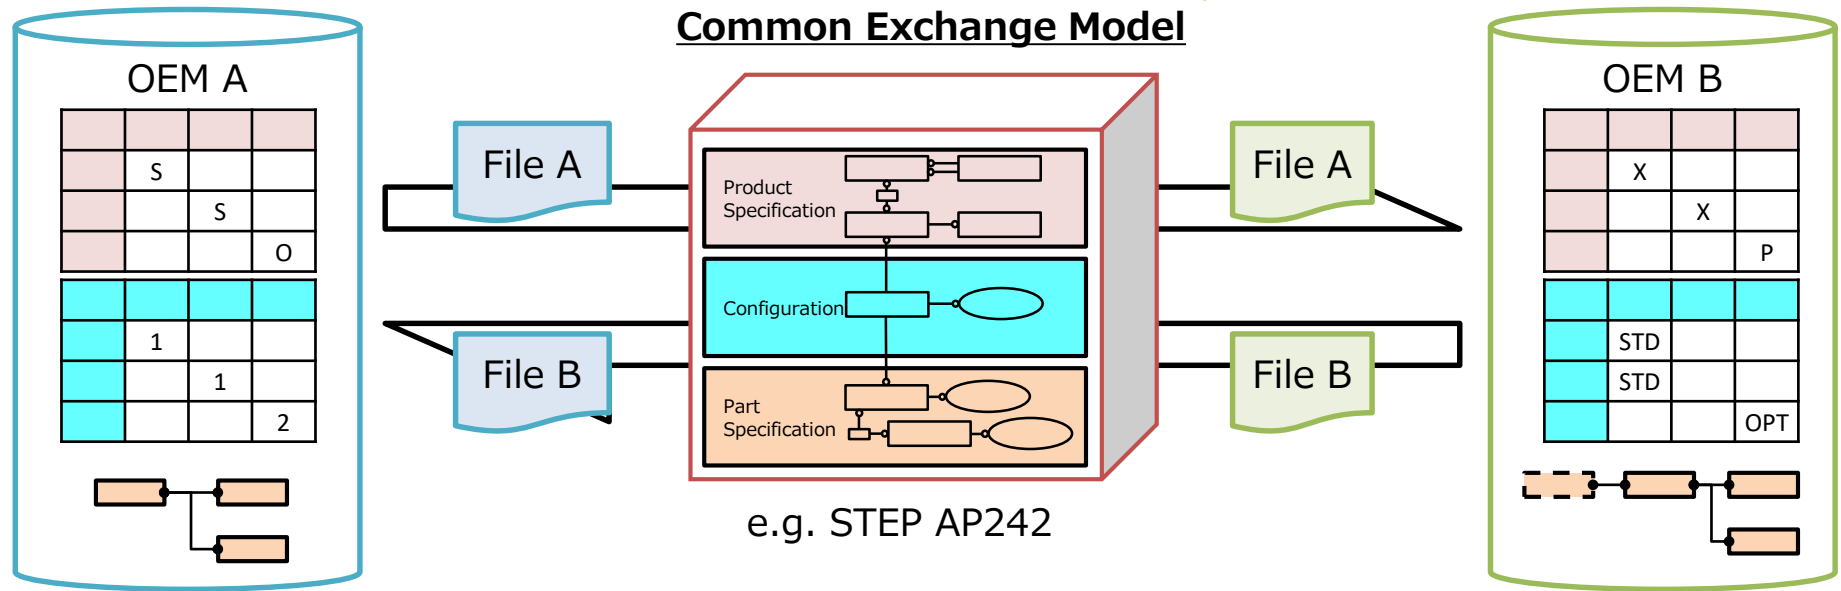 Common Exchange Model
OEM A
S
S
O
1
1
2
File A
File B
Product
Specification
Configuration
Part
Specification
e.g. STEP AP242
File A
File B
OEM B
X
X
P
STD
STD
OPT